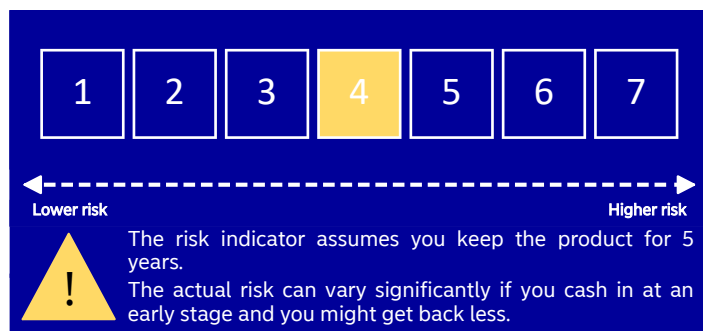 1 2 3 4 5 6 7
Lower risk Higher risk
!
The risk indicator assumes you keep the product for 5
years.
The actual risk can vary significantly if you cash in at an
early stage and you might get back less.